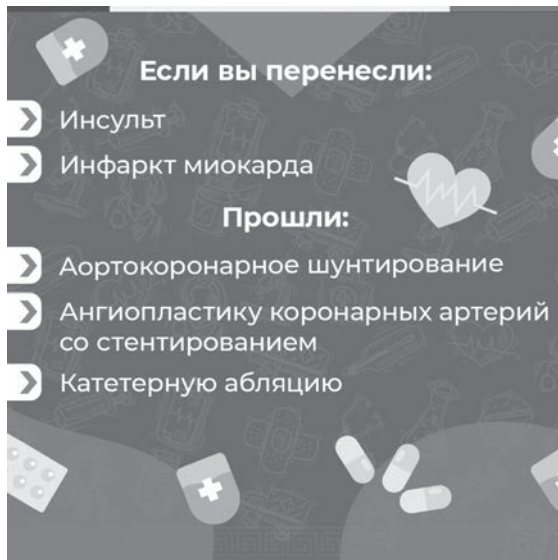 Если вы перенесли:
Инсульт
Инфаркт миокарда
Прошли:
Аортокоронарное шунтирование
Ангиопластику коронарных артерий
со стентированием
Катетерную абляцию